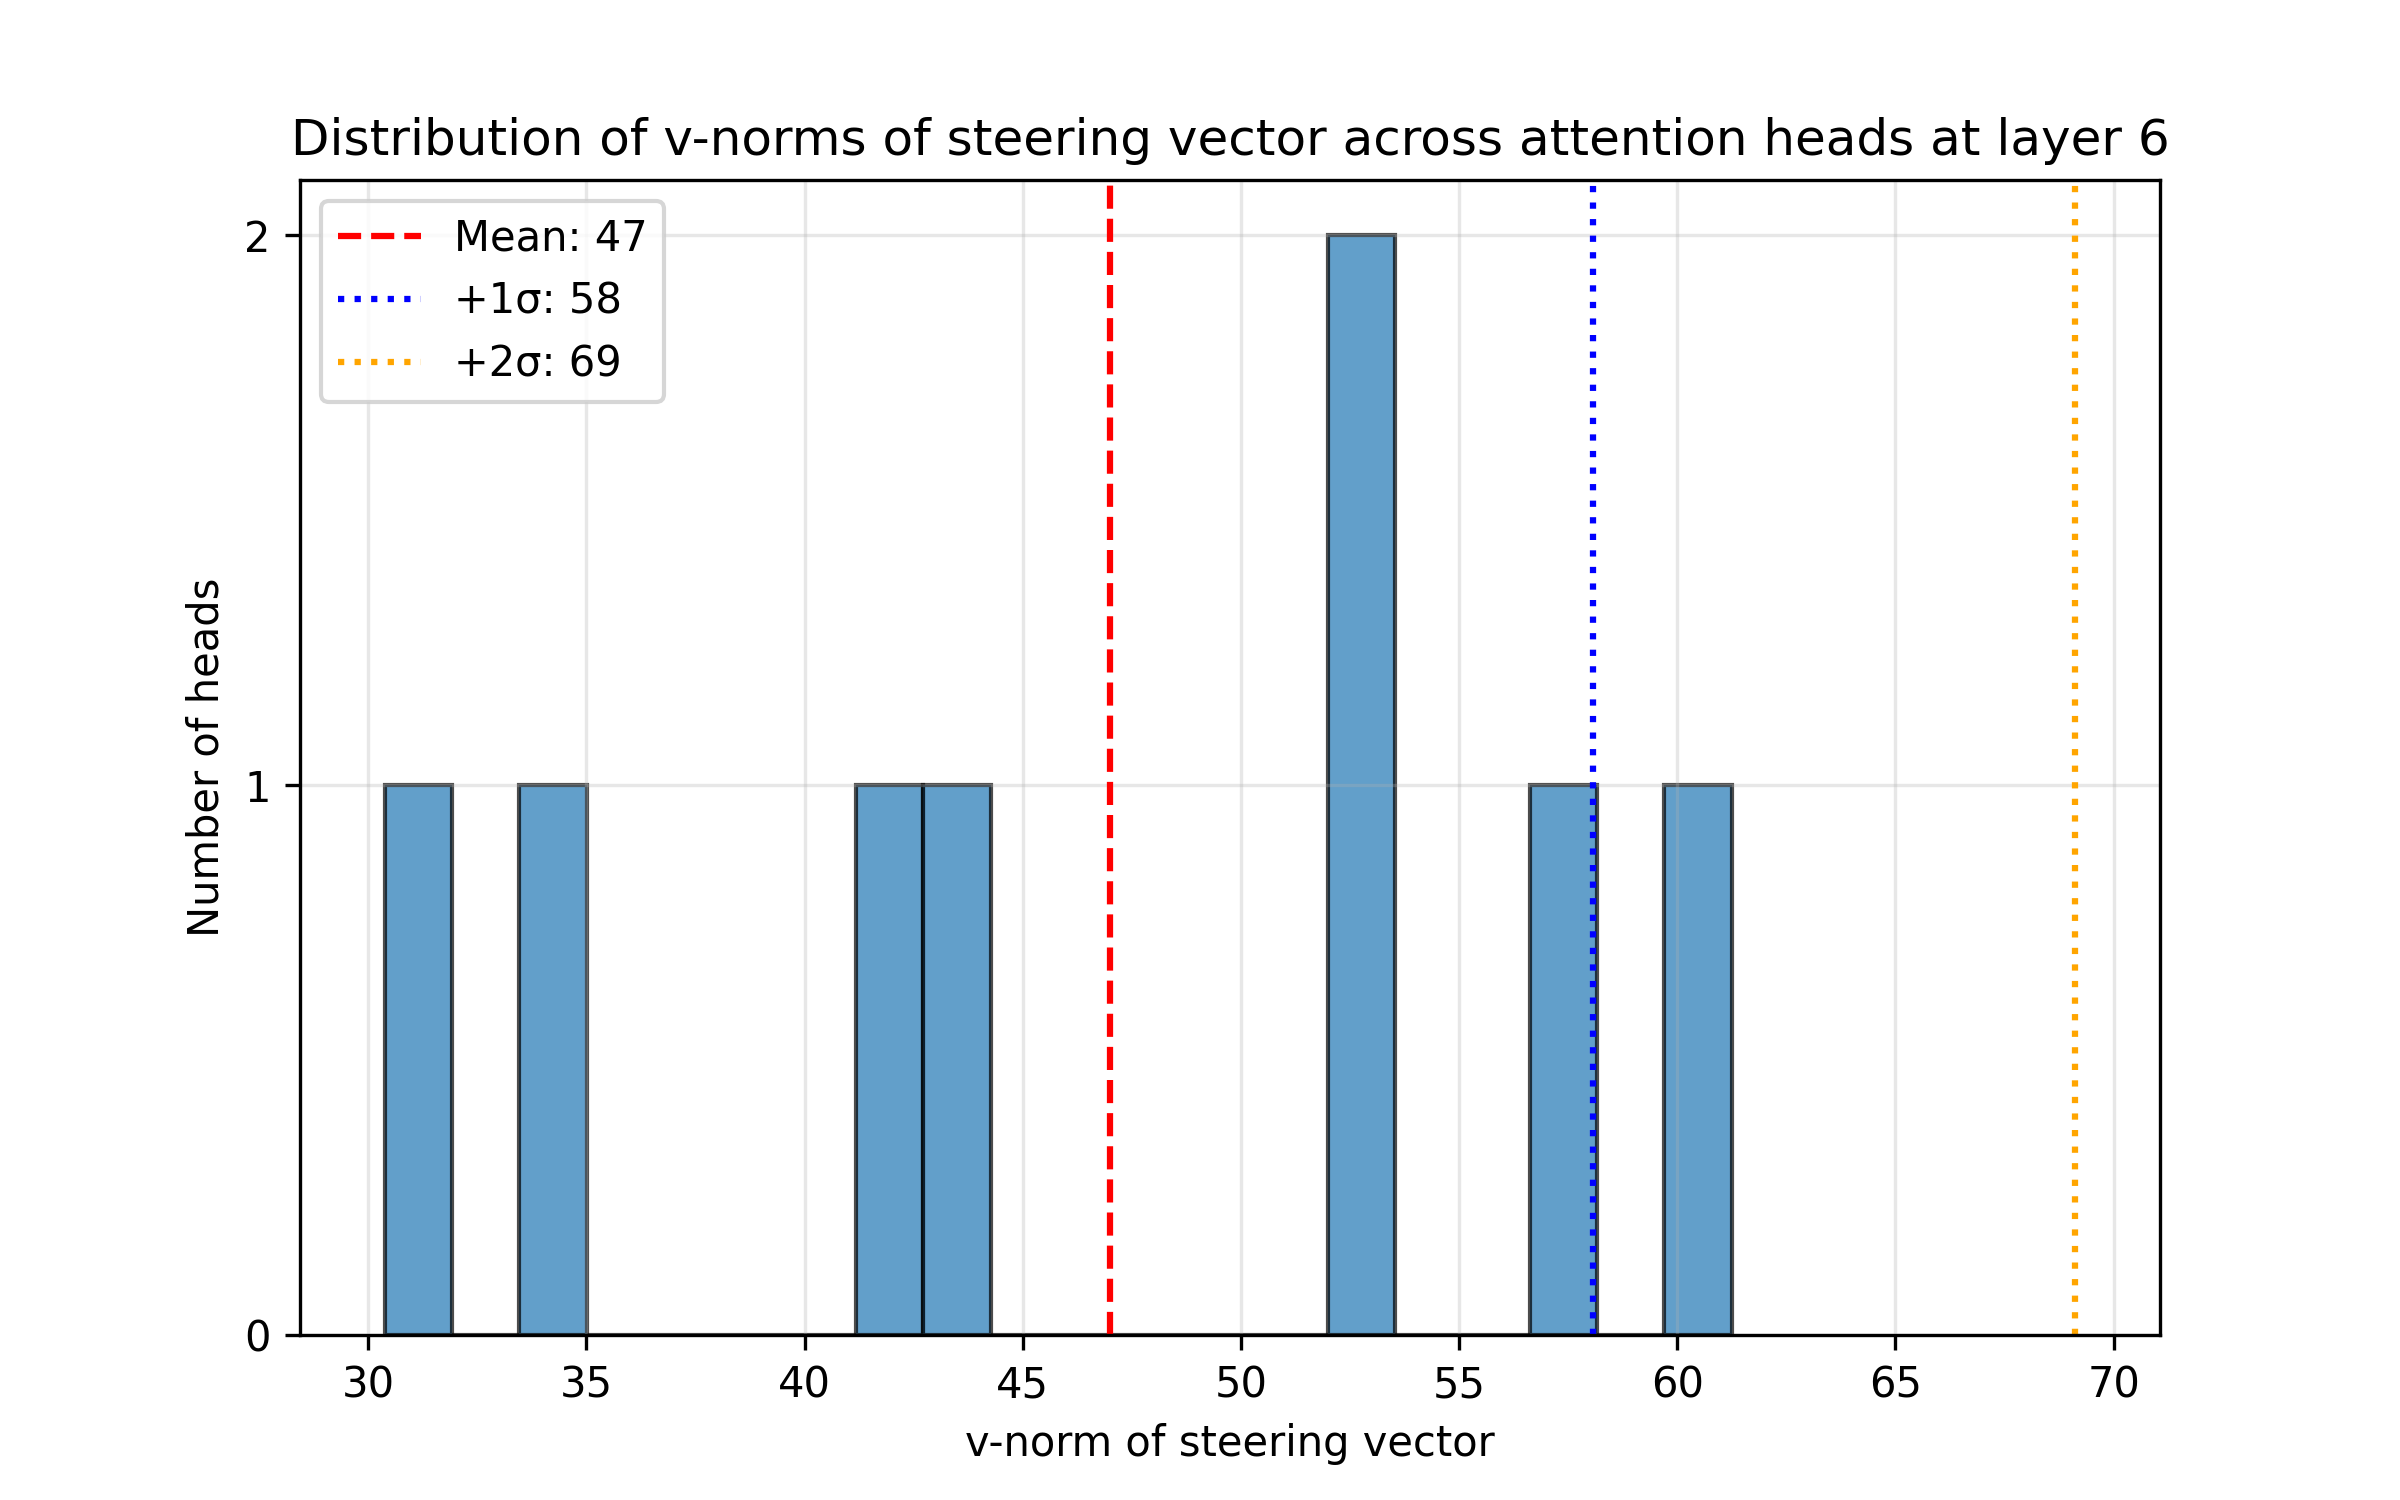 Distribution of v-norms of steering vector across attention heads at layer 6
Mean: 47
+1σ: 58
+2σ: 69
Number of heads
2
1
0
30 35 40 45 50 55 60 65 70
v-norm of steering vector